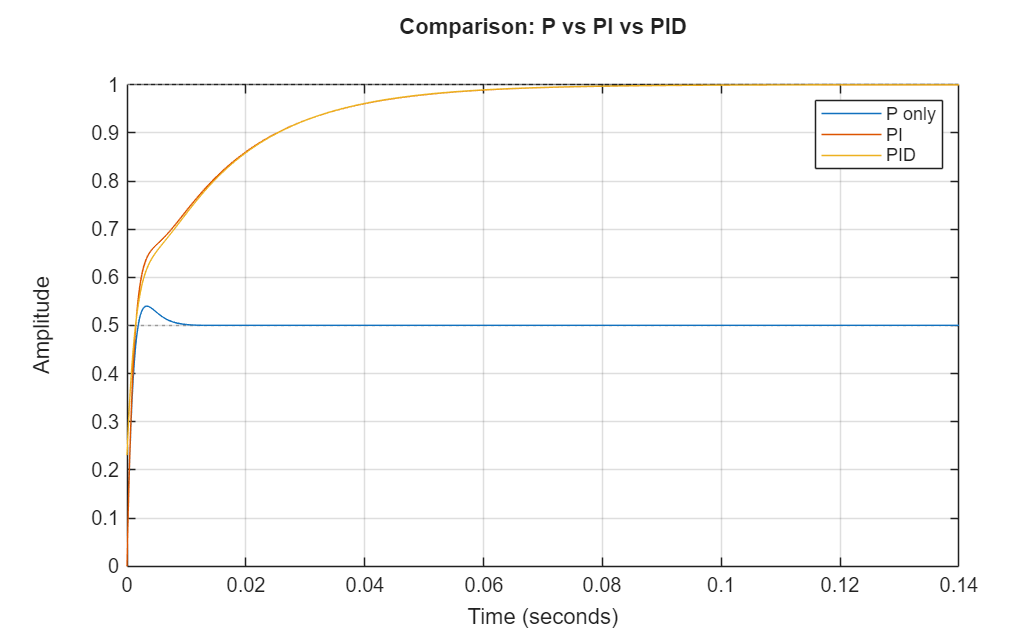 Comparison: P vs PI vs PID
1
0.9
0.8
0.7
0.6
0.5
0.4
0.3
0.2
0.1
0
Amplitude
P only
PI
PID
0 0.02 0.04 0.06 0.08 0.1 0.12 0.14
Time (seconds)